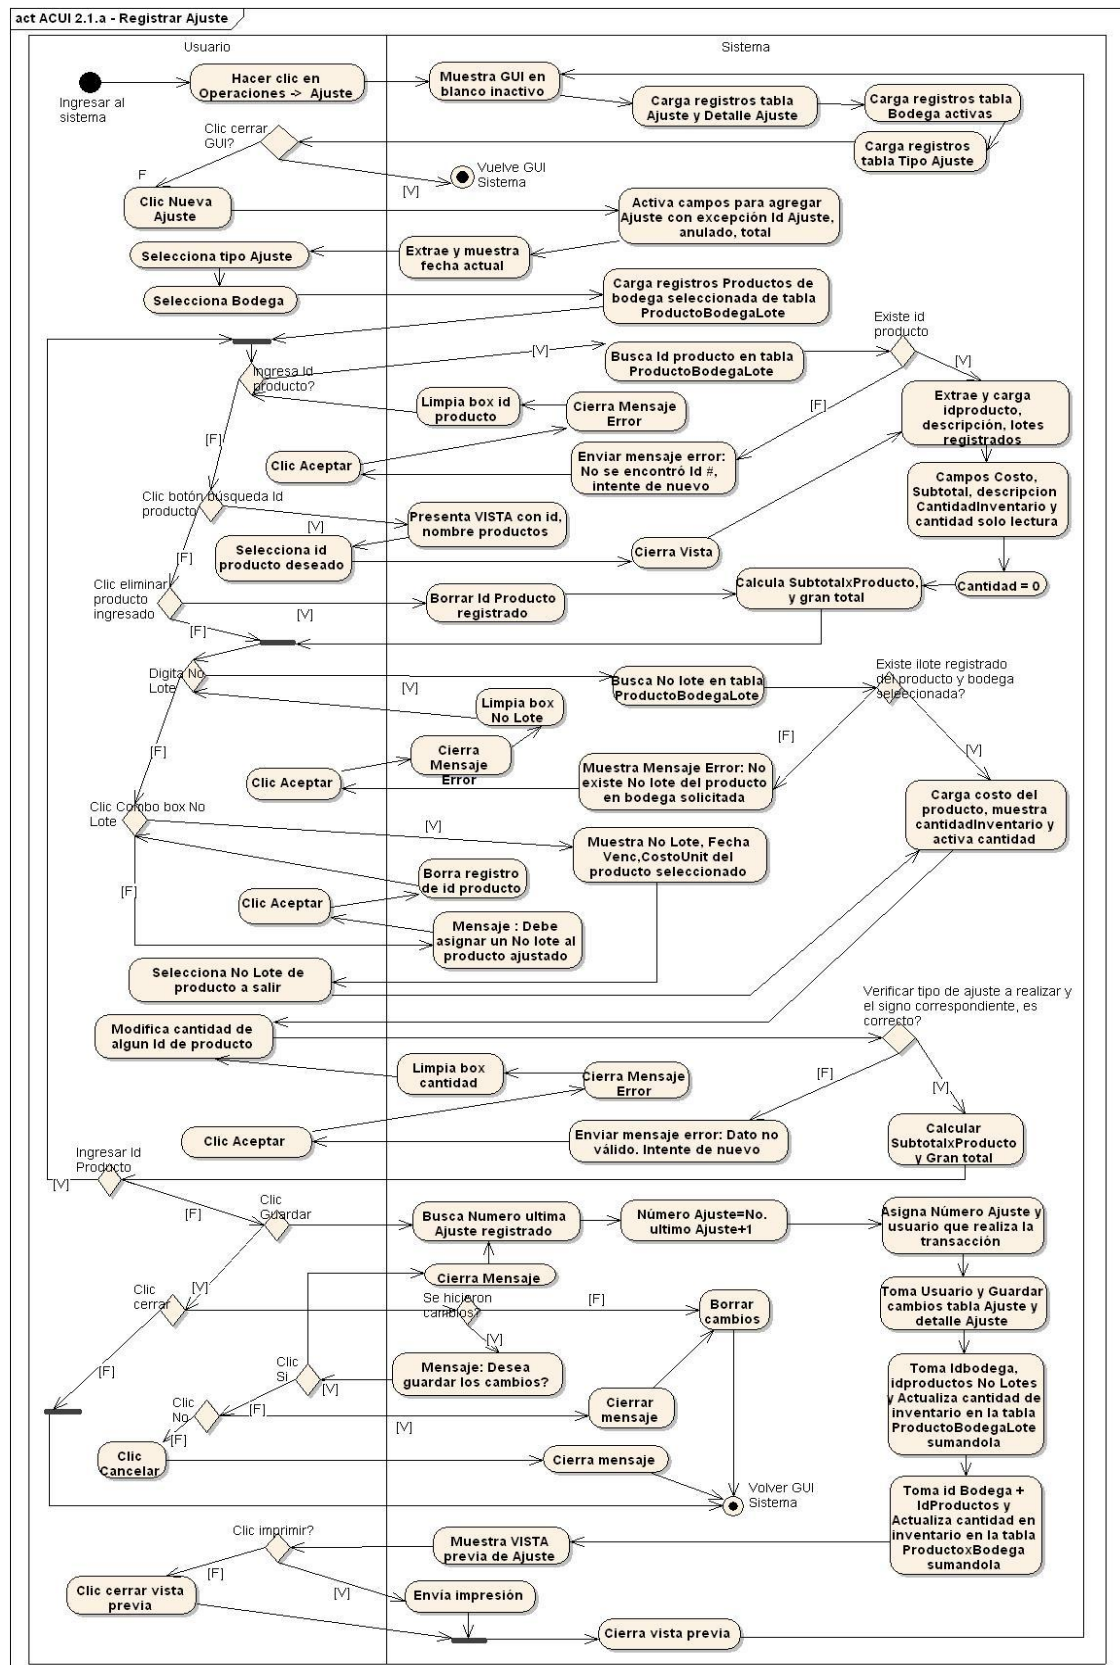 act ACUI 2.1.a - Registrar Ajuste
Usuario
Sistema
Ingresar al
sistema
Hacer clic en
Operaciones -> Ajuste
Muestra GUI en
blanco inactivo
Carga registros tabla
Ajuste y Detalle Ajuste
Carga registros tabla
Bodega activas
Carga registros
tabla Tipo Ajuste
Clic cerrar
GUI?
F
[V]
Vuelve GUI
Sistema
Clic Nueva
Ajuste
Activa campos para agregar
Ajuste con excepción Id Ajuste,
anulado, total
Extrae y muestra
fecha actual
Selecciona tipo Ajuste
Selecciona Bodega
Carga registros Productos de
bodega seleccionada de tabla
ProductoBodegaLote
Ingresa Id
producto?
[V]
[F]
Busca Id producto en tabla
ProductoBodegaLote
Existe id
producto
[V]
[F]
Extrae y carga
idproducto,
descripción, lotes
registrados
Limpia box id
producto
Cierra Mensaje
Error
Clic Aceptar
Enviar mensaje error:
No se encontró Id #,
intente de nuevo
Campos Costo,
Subtotal, descripcion
CantidadInventario y
cantidad solo lectura
Clic botón búsqueda Id
producto
[V]
[F]
Presenta VISTA con id,
nombre productos
Selecciona id
producto deseado
Cierra Vista
Cantidad = 0
Clic eliminar
producto
ingresado
[V]
[F]
Borrar Id Producto
registrado
Calcula SubtotalxProducto,
y gran total
Digita No
Lote
[V]
[F]
Busca No lote en tabla
ProductoBodegaLote
Existe ilote registrado
del producto y bodega
seleecionada?
[F]
[V]
Limpia box
No Lote
Cierra
Mensaje
Error
Clic Aceptar
Muestra Mensaje Error: No
existe No lote del producto
en bodega solicitada
Carga costo del
producto, muestra
cantidadInventario y
activa cantidad
Clic Combo box No
Lote
[V]
[F]
Muestra No Lote, Fecha
Venc,CostoUnit del
producto seleccionado
Borra registro
de id producto
Clic Aceptar
Mensaje : Debe
asignar un No lote al
producto ajustado
Selecciona No Lote de
producto a salir
Verificar tipo de ajuste a realizar y
el signo correspondiente, es
correcto?
[F]
[V]
Modifica cantidad de
algun Id de producto
Limpia box
cantidad
Cierra Mensaje
Error
Clic Aceptar
Enviar mensaje error: Dato no
válido. Intente de nuevo
Calcular
SubtotalxProducto
y Gran total
Ingresar Id
Producto
[V]
[F]
Clic
Guardar
[V]
Busca Numero ultima
Ajuste registrado
Número Ajuste=No.
ultimo Ajuste+1
Asigna Número Ajuste y
usuario que realiza la
transacción
Cierra Mensaje
Clic
cerrar
[F]
Se hicieron
cambios?
[F]
[V]
Borrar
cambios
Toma Usuario y Guardar
cambios tabla Ajuste y
detalle Ajuste
Mensaje: Desea
guardar los cambios?
Clic
Si
[V]
[F]
Clic
No
[V]
[F]
Cierrar
mensaje
Toma Idbodega,
idproductos No Lotes
y Actualiza cantidad de
inventario en la tabla
ProductoBodegaLote
sumandola
Clic
Cancelar
Cierra mensaje
Volver GUI
Sistema
Toma id Bodega +
IdProductos y
Actualiza cantidad en
inventario en la tabla
ProductoxBodega
sumandola
Clic imprimir?
[F]
[V]
Muestra VISTA
previa de Ajuste
Clic cerrar vista
previa
Envía impresión
Cierra vista previa